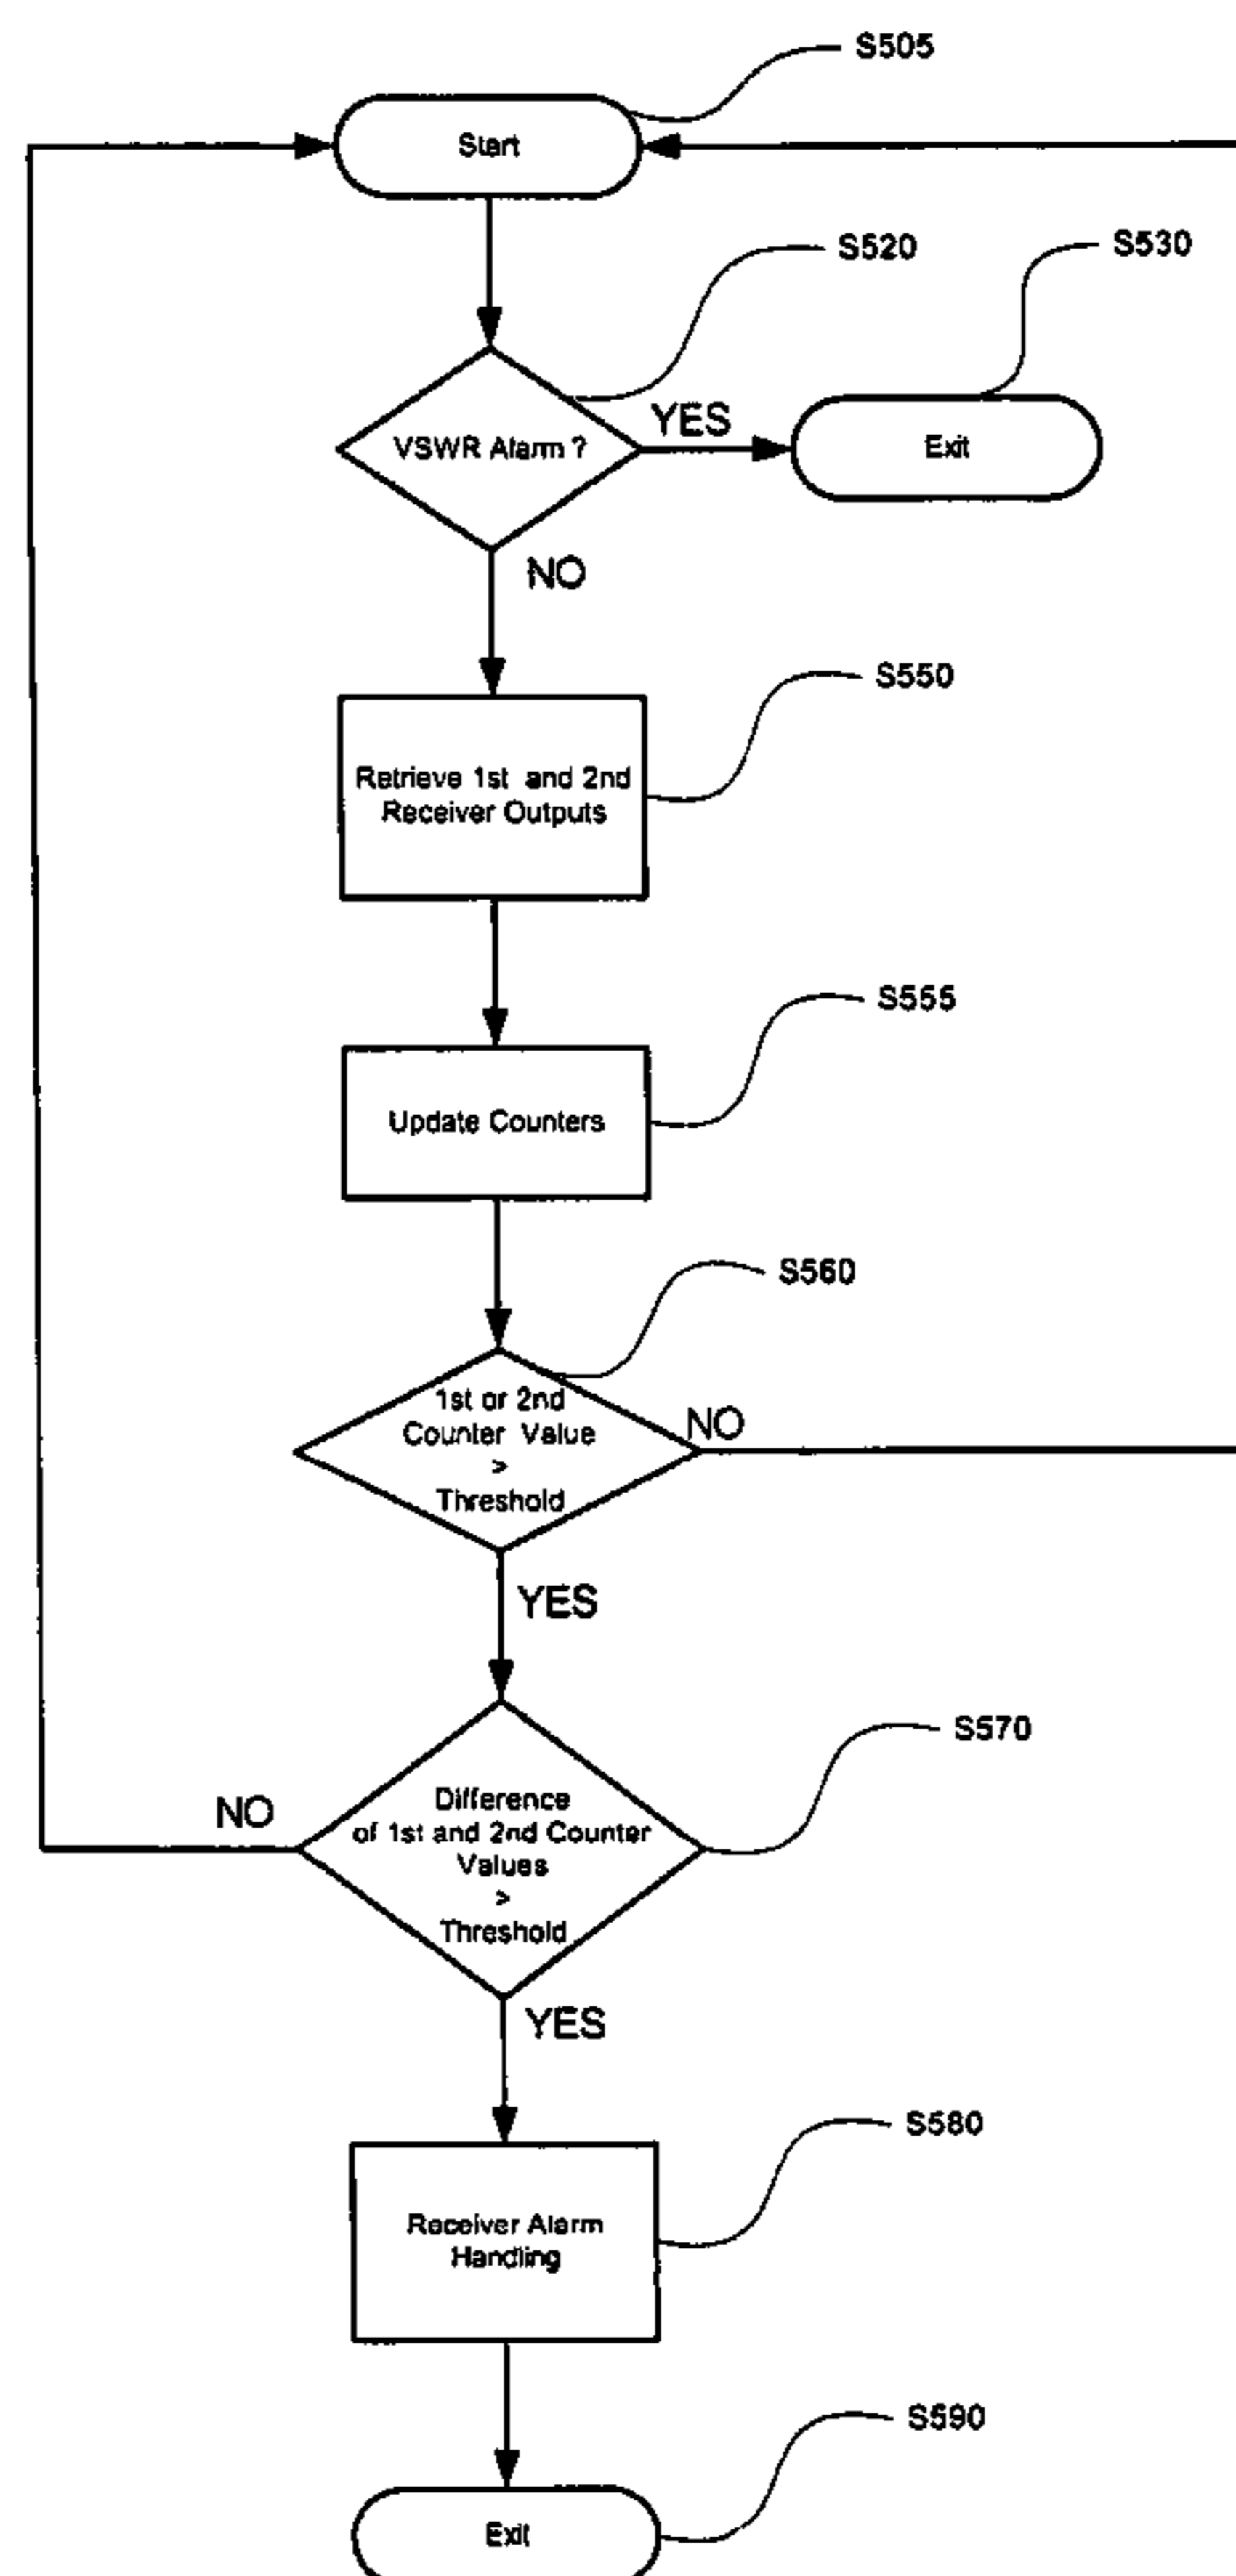 S505
Start
S520
S530
VSWR Alarm ?
YES
Exit
NO
S550
Retrieve 1st and 2nd
Receiver Outputs
S555
Update Counters
S560
1st or 2nd
Counter Value
>
Threshold
NO
YES
S570
NO
Difference
of 1st and 2nd Counter
Values
>
Threshold
YES
S580
Receiver Alarm
Handling
S590
Exit